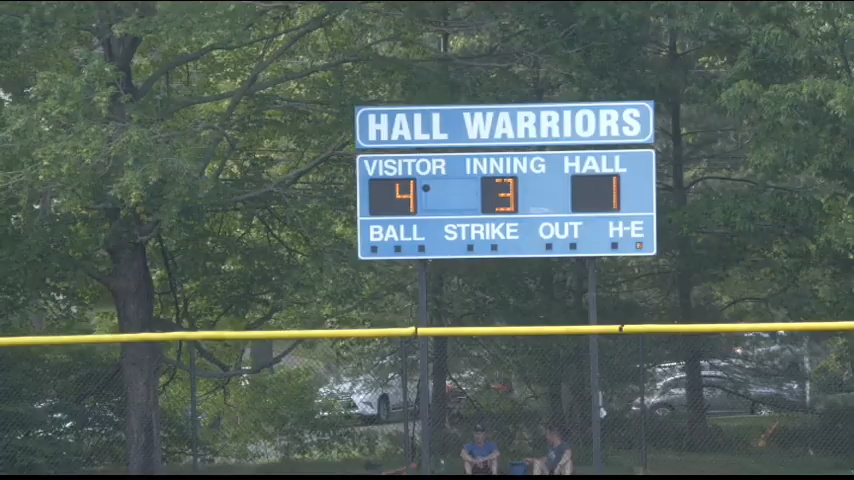 HALL WARRIORS
VISITOR INNING HALL
4 3 1
BALL STRIKE OUT H-E